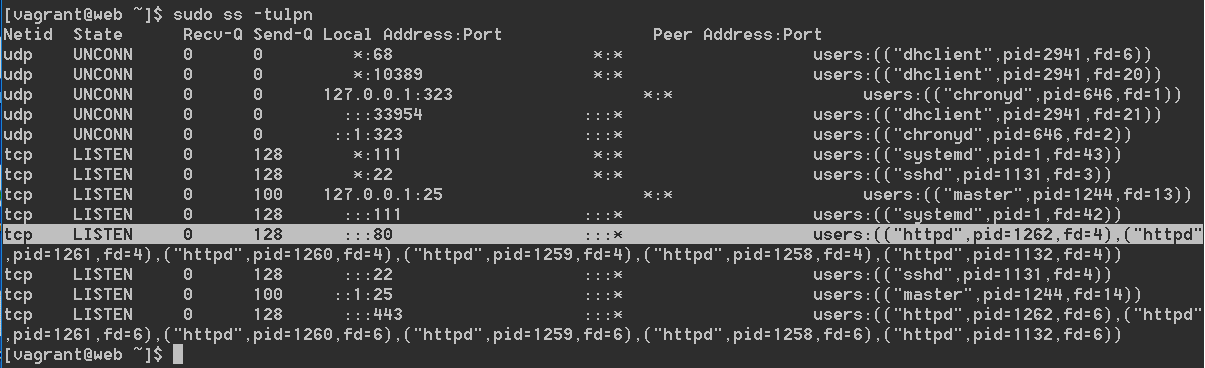 [vagrant@web ~]$ sudo ss -tulpn
Netid State Recv-Q Send-Q Local Address:Port Peer Address:Port
udp UNCONN 0 0 *:68 *:* users:(("dhclient",pid=2941,fd=6))
udp UNCONN 0 0 *:10389 *:* users:(("dhclient",pid=2941,fd=20))
udp UNCONN 0 0 127.0.0.1:323 *:* users:(("chronyd",pid=646,fd=1))
udp UNCONN 0 0 :::33954 :::* users:(("dhclient",pid=2941,fd=21))
udp UNCONN 0 0 ::1:323 :::* users:(("chronyd",pid=646,fd=2))
tcp LISTEN 0 128 *:111 *:* users:(("systemd",pid=1,fd=43))
tcp LISTEN 0 128 *:22 *:* users:(("sshd",pid=1131,fd=3))
tcp LISTEN 0 100 127.0.0.1:25 *:* users:(("master",pid=1244,fd=13))
tcp LISTEN 0 128 :::111 :::* users:(("systemd",pid=1,fd=42))
tcp LISTEN 0 128 :::80 :::* users:(("httpd",pid=1262,fd=4),("httpd"
,pid=1261,fd=4),("httpd",pid=1260,fd=4),("httpd",pid=1259,fd=4),("httpd",pid=1258,fd=4),("httpd",pid=1132,fd=4))
tcp LISTEN 0 128 :::22 :::* users:(("sshd",pid=1131,fd=4))
tcp LISTEN 0 100 ::1:25 :::* users:(("master",pid=1244,fd=14))
tcp LISTEN 0 128 :::443 :::* users:(("httpd",pid=1262,fd=6),("httpd"
,pid=1261,fd=6),("httpd",pid=1260,fd=6),("httpd",pid=1259,fd=6),("httpd",pid=1258,fd=6),("httpd",pid=1132,fd=6))
[vagrant@web ~]$